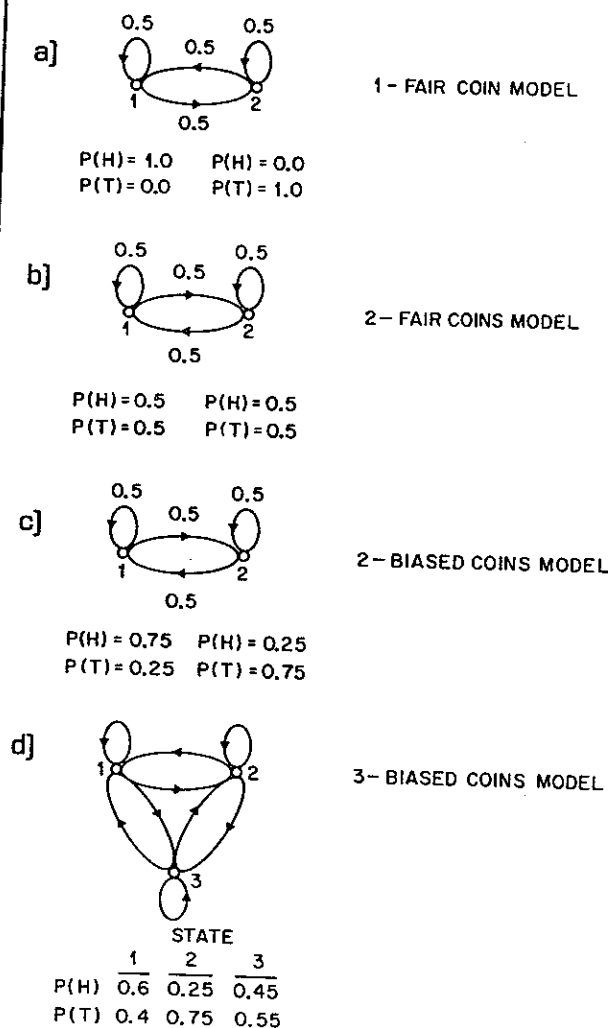 0.5 0.5
a] 0.5
1 2 1 - FAIR COIN MODEL
0.5
P(H) = 1.0 P(H) = 0.0
P(T) = 0.0 P(T) = 1.0
0.5 0.5
b] 0.5
1 2 2 - FAIR COINS MODEL
0.5
P(H) = 0.5 P(H) = 0.5
P(T) = 0.5 P(T) = 0.5
0.5 0.5
c] 0.5
1 2 2 - BIASED COINS MODEL
0.5
P(H) = 0.75 P(H) = 0.25
P(T) = 0.25 P(T) = 0.75
d]
1 2 3 - BIASED COINS MODEL
3
STATE
1 2 3
P(H) 0.6 0.25 0.45
P(T) 0.4 0.75 0.55